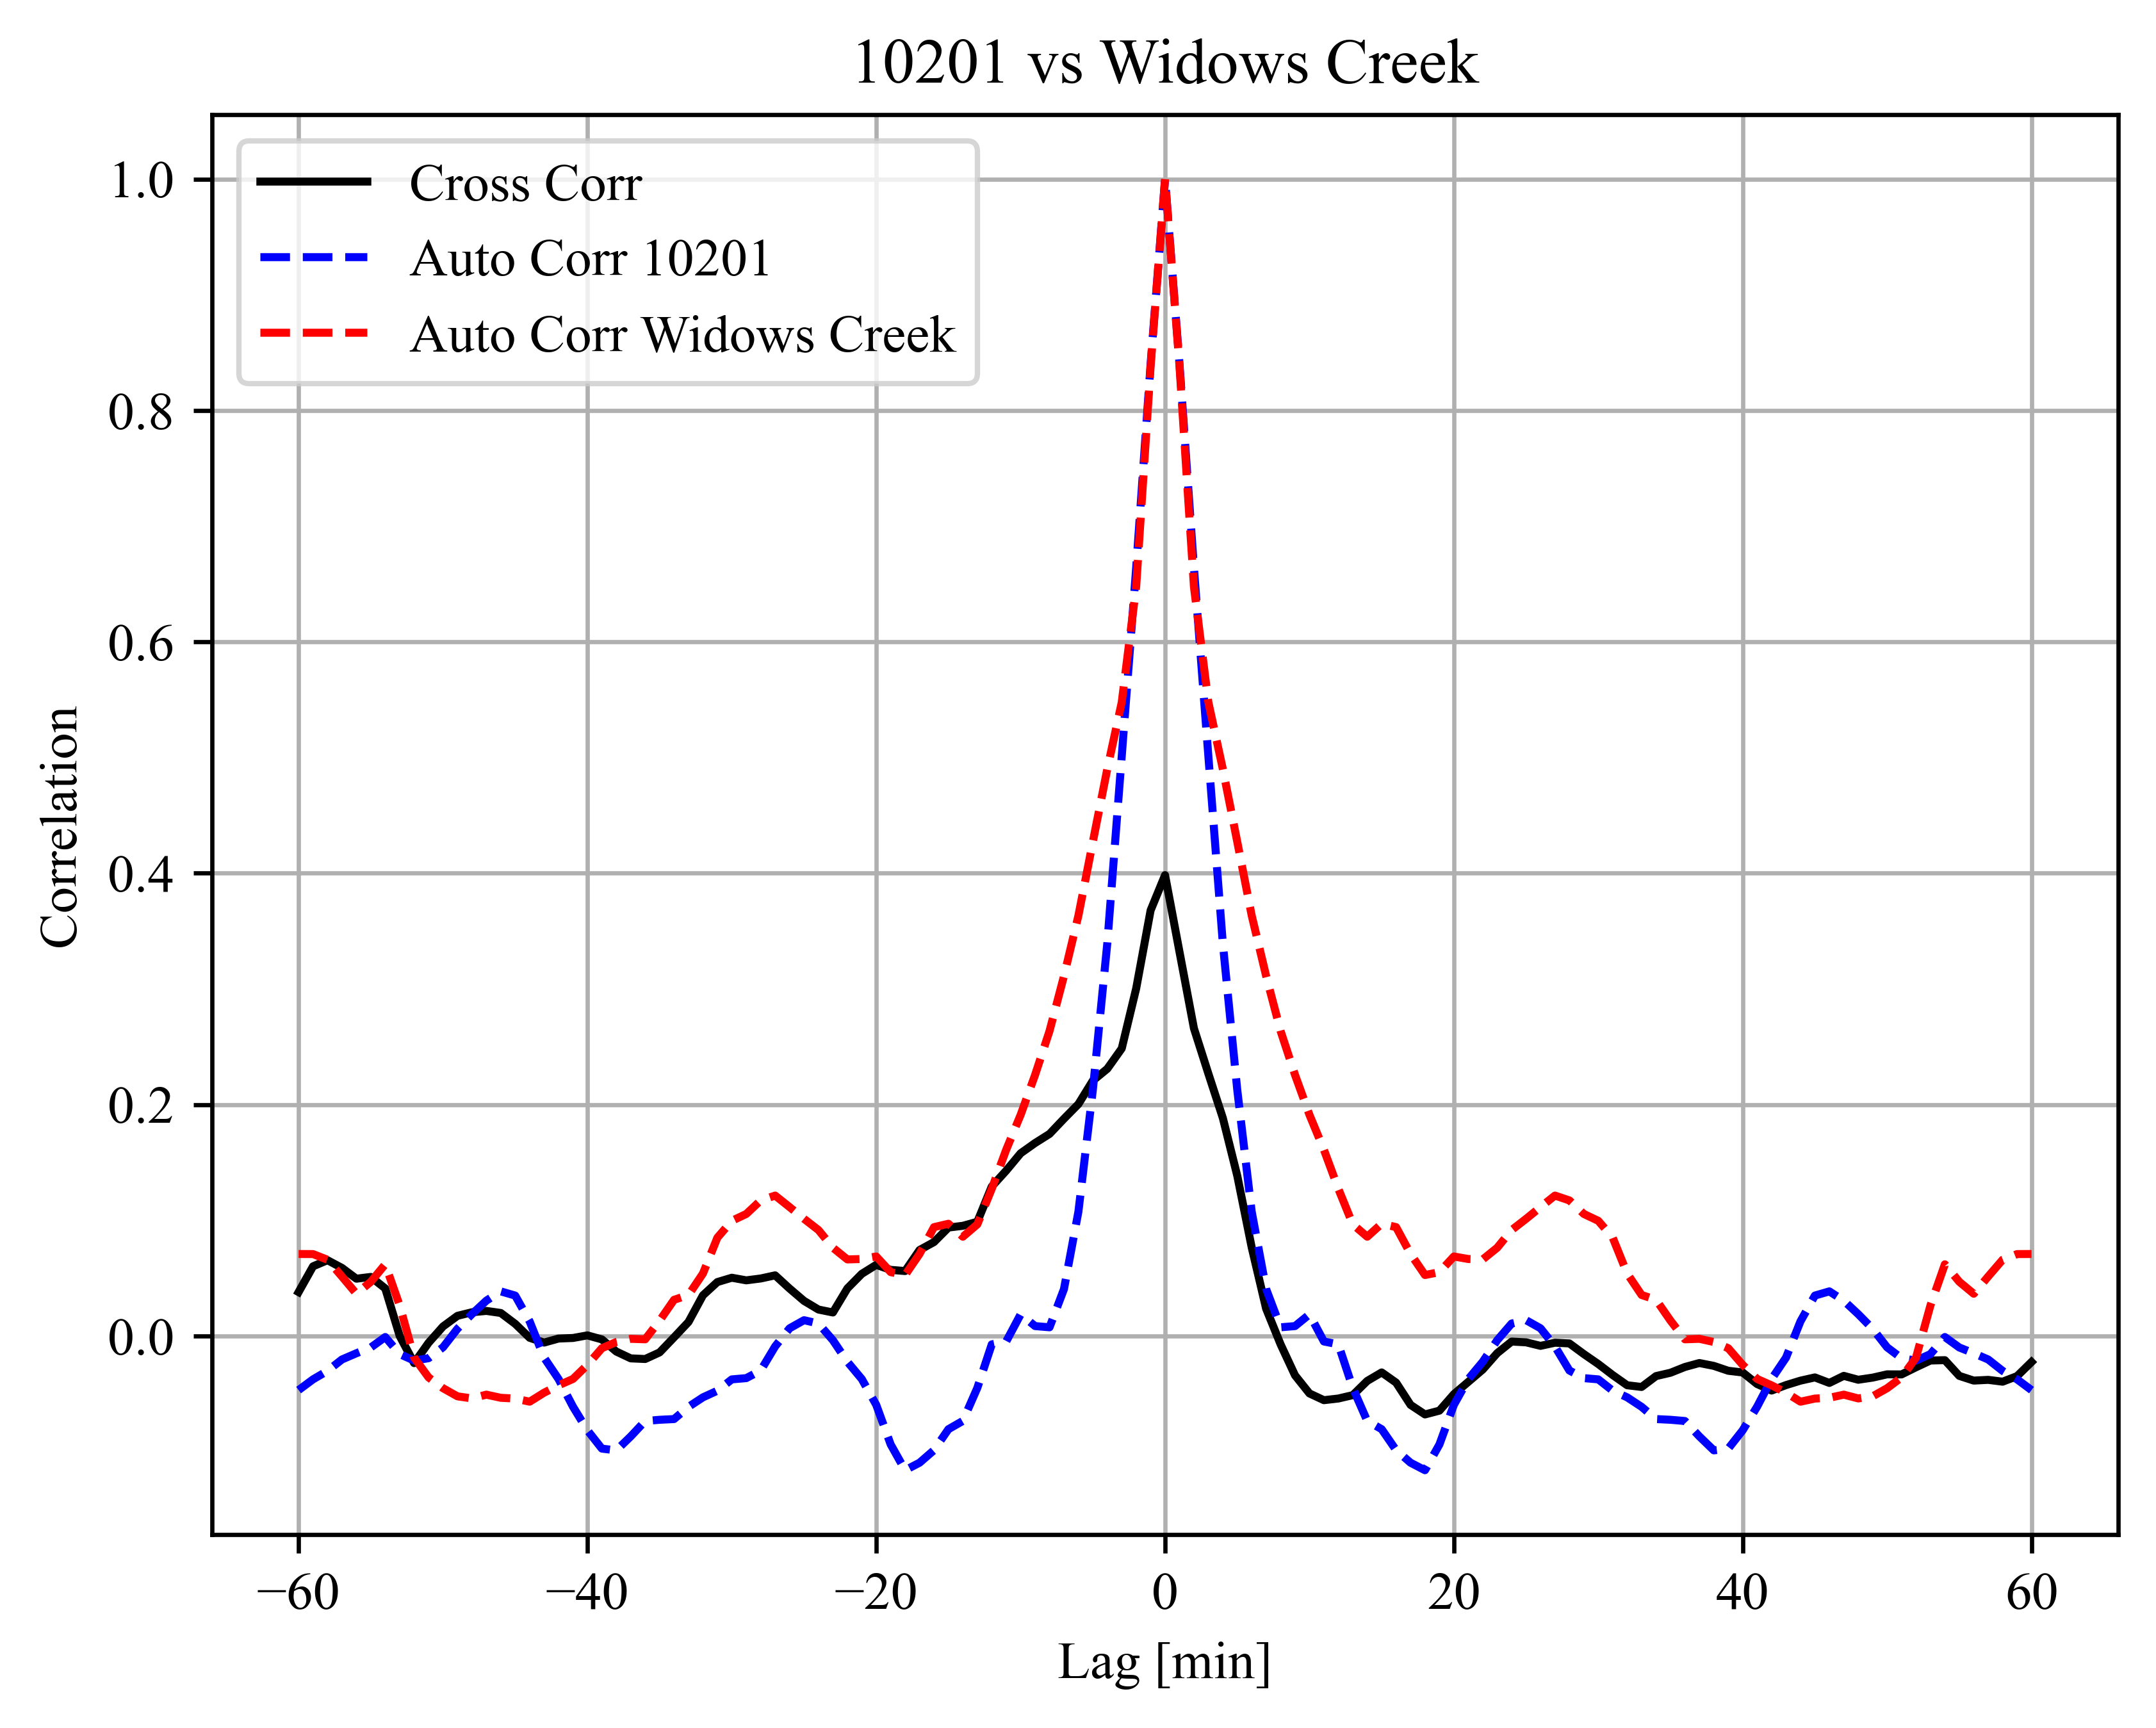 10201 vs Widows Creek
Cross Corr
Auto Corr 10201
Auto Corr Widows Creek
1.0
0.8
0.6
0.4
0.2
0.0
Correlation
−60 −40 −20 0 20 40 60
Lag [min]